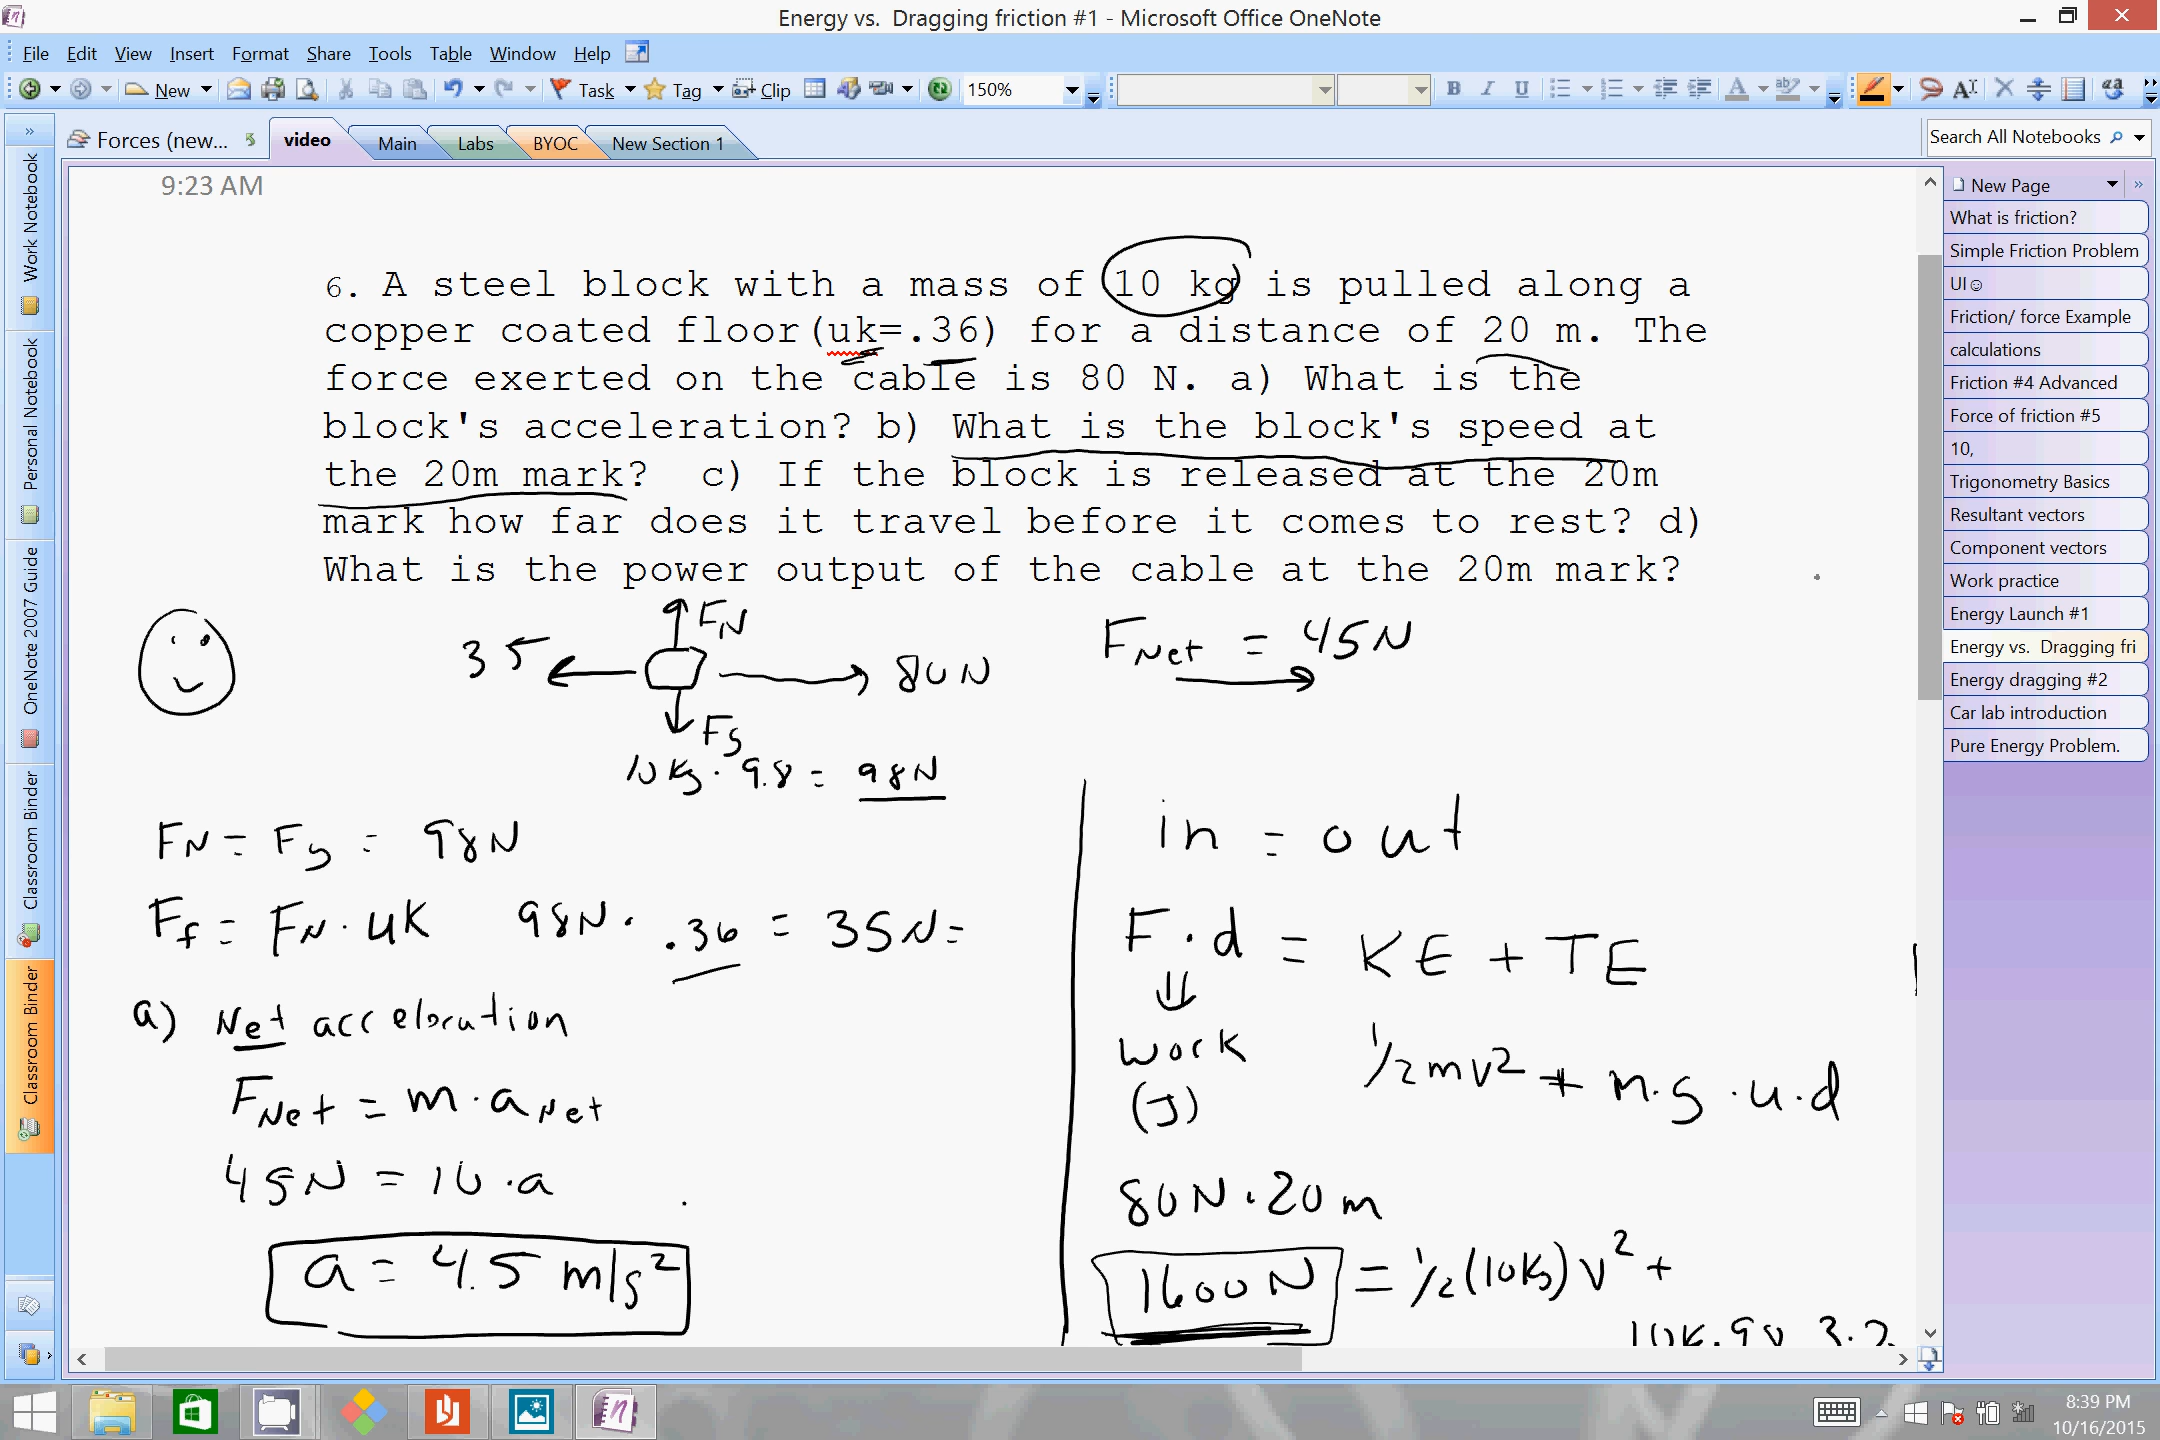 Energy vs. Dragging friction #1 - Microsoft Office OneNote
File Edit View Insert Format Share Tools Table Window Help
New Task Tag Clip 150% B I U
Forces (new... video Main Labs BYOC New Section 1
Search All Notebooks
Work Notebook
Personal Notebook
OneNote 2007 Guide
Classroom Binder
Classroom Binder
9:23 AM
6. A steel block with a mass of 10 kg is pulled along a
copper coated floor(uk=.36) for a distance of 20 m. The
force exerted on the cable is 80 N. a) What is the
block's acceleration? b) What is the block's speed at
the 20m mark? c) If the block is released at the 20m
mark how far does it travel before it comes to rest? d)
What is the power output of the cable at the 20m mark?
FN
35 80N
Fg
10kg · 9.8 = 98N
FNet = 45N
FN = Fg = 98N
Ff = FN · uK 98N · .36 = 35N=
a) Net acceloration
FNet = m · aNet
45N = 10 · a
a = 4.5 m/s²
in = out
F · d = KE + TE
Work
(J)
1/2mv² + m·g·u·d
80N · 20m
1600N = 1/2(10kg)v² +
New Page
What is friction?
Simple Friction Problem
UI☺
Friction/ force Example
calculations
Friction #4 Advanced
Force of friction #5
10,
Trigonometry Basics
Resultant vectors
Component vectors
Work practice
Energy Launch #1
Energy vs. Dragging fri
Energy dragging #2
Car lab introduction
Pure Energy Problem.
8:39 PM
10/16/2015